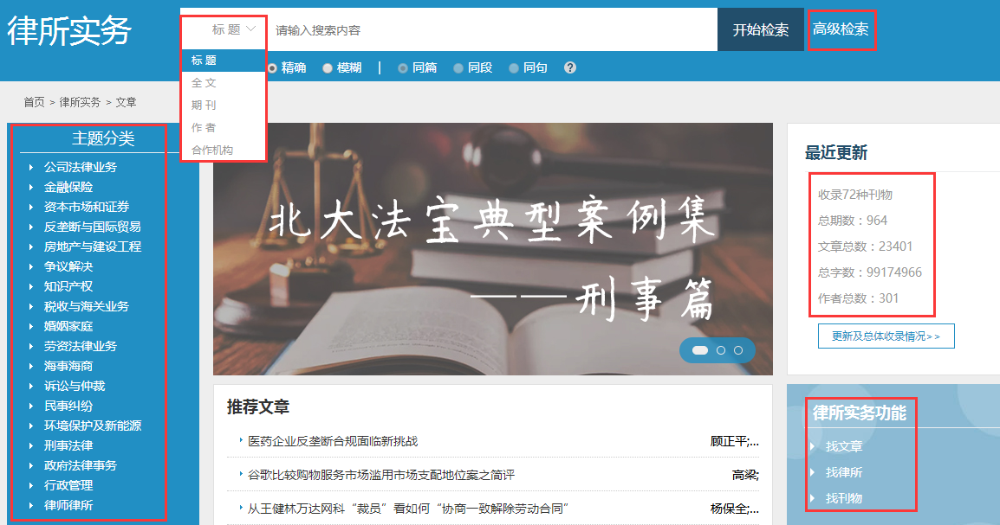 律所实务
标 题
请输入搜索内容
开始检索
高级检索
标 题
全 文
期 刊
作 者
合作机构
精确
模糊
|
同篇
同段
同句
?
首页 > 律所实务 > 文章
主题分类
公司法律业务
金融保险
资本市场和证券
反垄断与国际贸易
房地产与建设工程
争议解决
知识产权
税收与海关业务
婚姻家庭
劳资法律业务
海事海商
诉讼与仲裁
民事纠纷
环境保护及新能源
刑事法律
政府法律事务
行政管理
律师律所
北大法宝典型案例集
——刑事篇
推荐文章
医药企业反垄断合规面临新挑战 顾正平;...
谷歌比较购物服务市场滥用市场支配地位案之简评 高梁;
从王健林万达网科“裁员”看如何“协商一致解除劳动合同” 杨保全;...
最近更新
收录72种刊物
总期数：964
文章总数：23401
总字数：99174966
作者总数：301
更新及总体收录情况>>
律所实务功能
找文章
找律所
找刊物